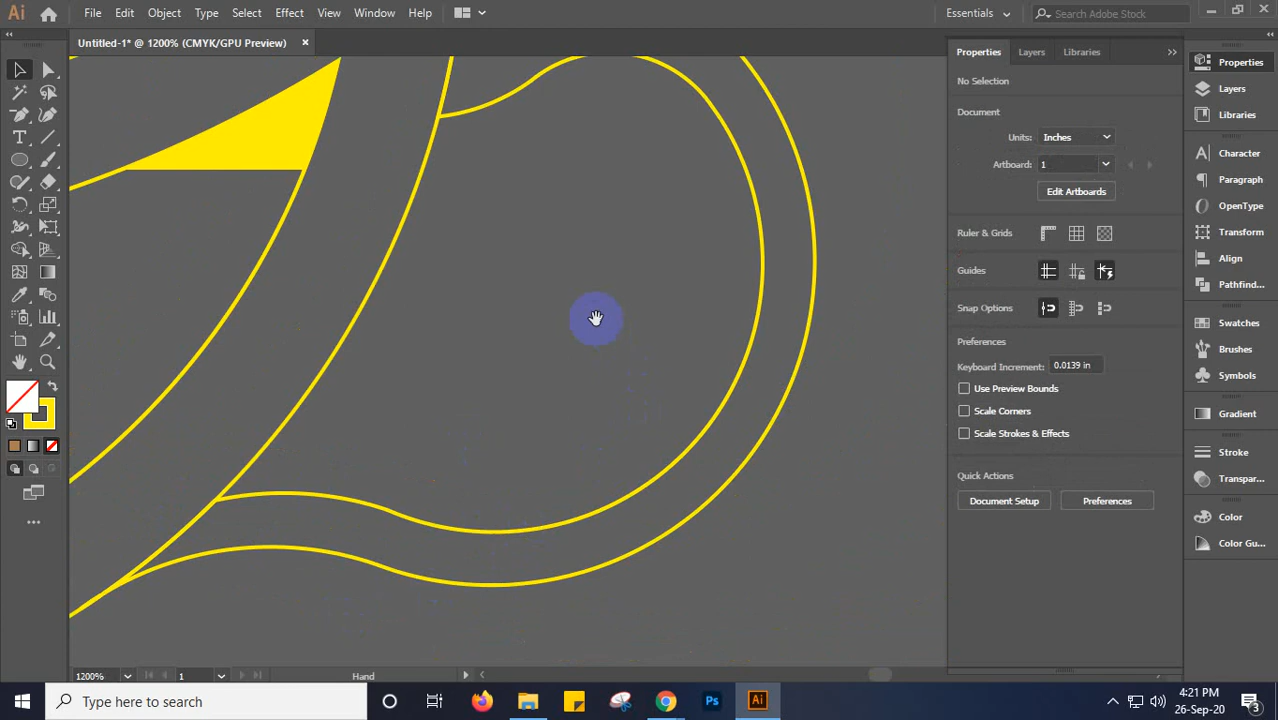 Ai File Edit Object Type Select Effect View Window Help Essentials Search Adobe Stock
Untitled-1* @ 1200% (CMYK/GPU Preview)
Properties Layers Libraries
No Selection
Document
Units: Inches
Artboard: 1
Edit Artboards
Ruler & Grids
Guides
Snap Options
Preferences
Keyboard Increment: 0.0139 in
Use Preview Bounds
Scale Corners
Scale Strokes & Effects
Quick Actions
Document Setup Preferences
Properties
Layers
Libraries
Character
Paragraph
OpenType
Transform
Align
Pathfind...
Swatches
Brushes
Symbols
Gradient
Stroke
Transpar...
Color
Color Gu...
1200% 1 Hand
Type here to search
Ps
Ai
4:21 PM
26-Sep-20
3